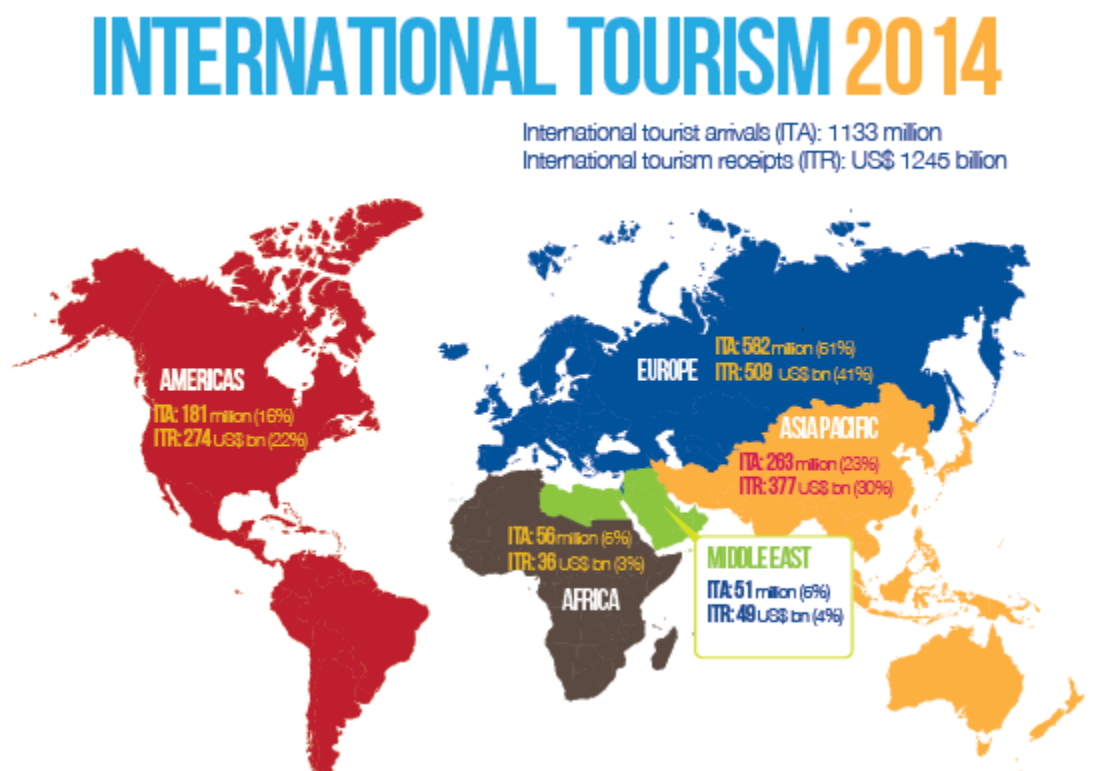 INTERNATIONAL TOURISM 2014
International tourist arrivals (ITA): 1133 million
International tourism receipts (ITR): US$ 1245 billion
AMERICAS
ITA: 181 million (16%)
ITR: 274 US$ bn (22%)
EUROPE
ITA: 582 million (51%)
ITR: 509 US$ bn (41%)
ASIA PACIFIC
ITA: 263 million (23%)
ITR: 377 US$ bn (30%)
ITA: 56 million (5%)
ITR: 36 US$ bn (3%)
AFRICA
MIDDLE EAST
ITA: 51 million
ITR: 49 US$ bn (4%)